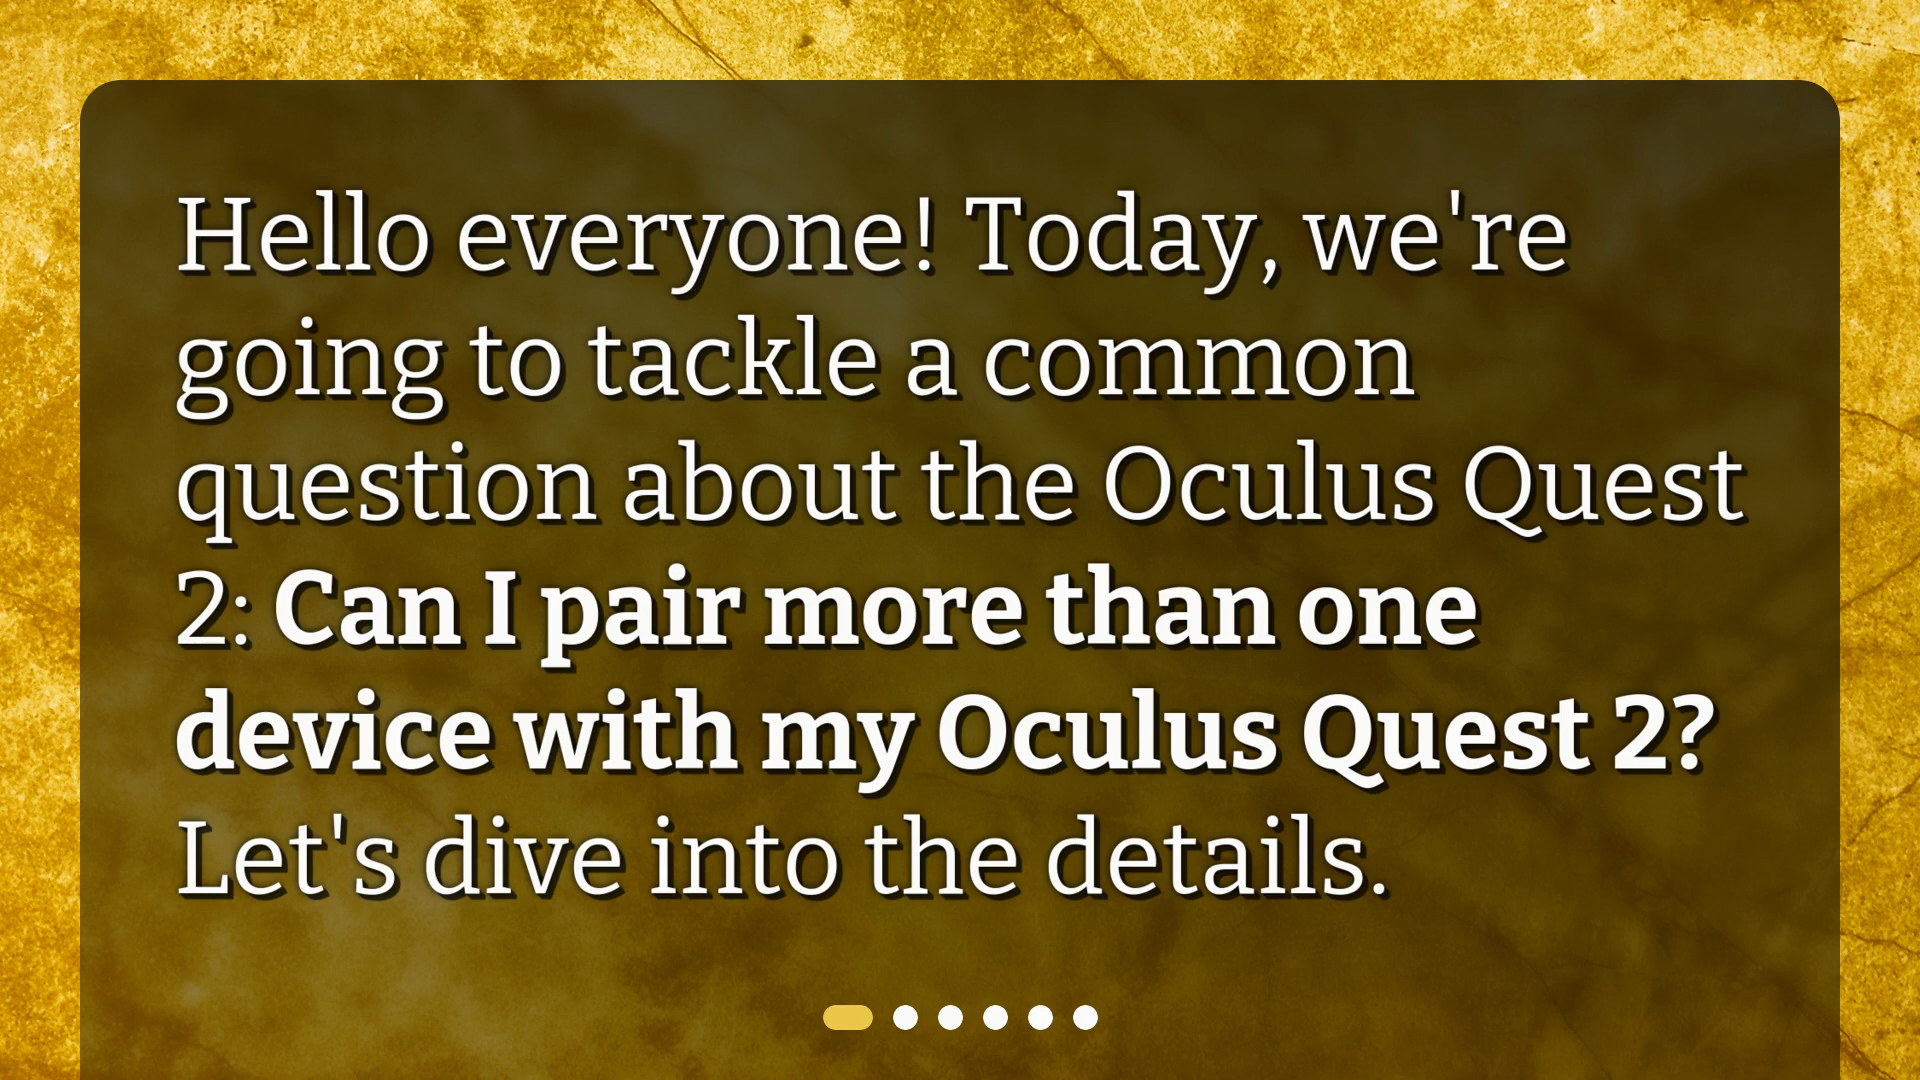 Hello everyone! Today, we're
going to tackle a common
question about the Oculus Quest
2: Can I pair more than one
device with my Oculus Quest 2?
Let's dive into the details.